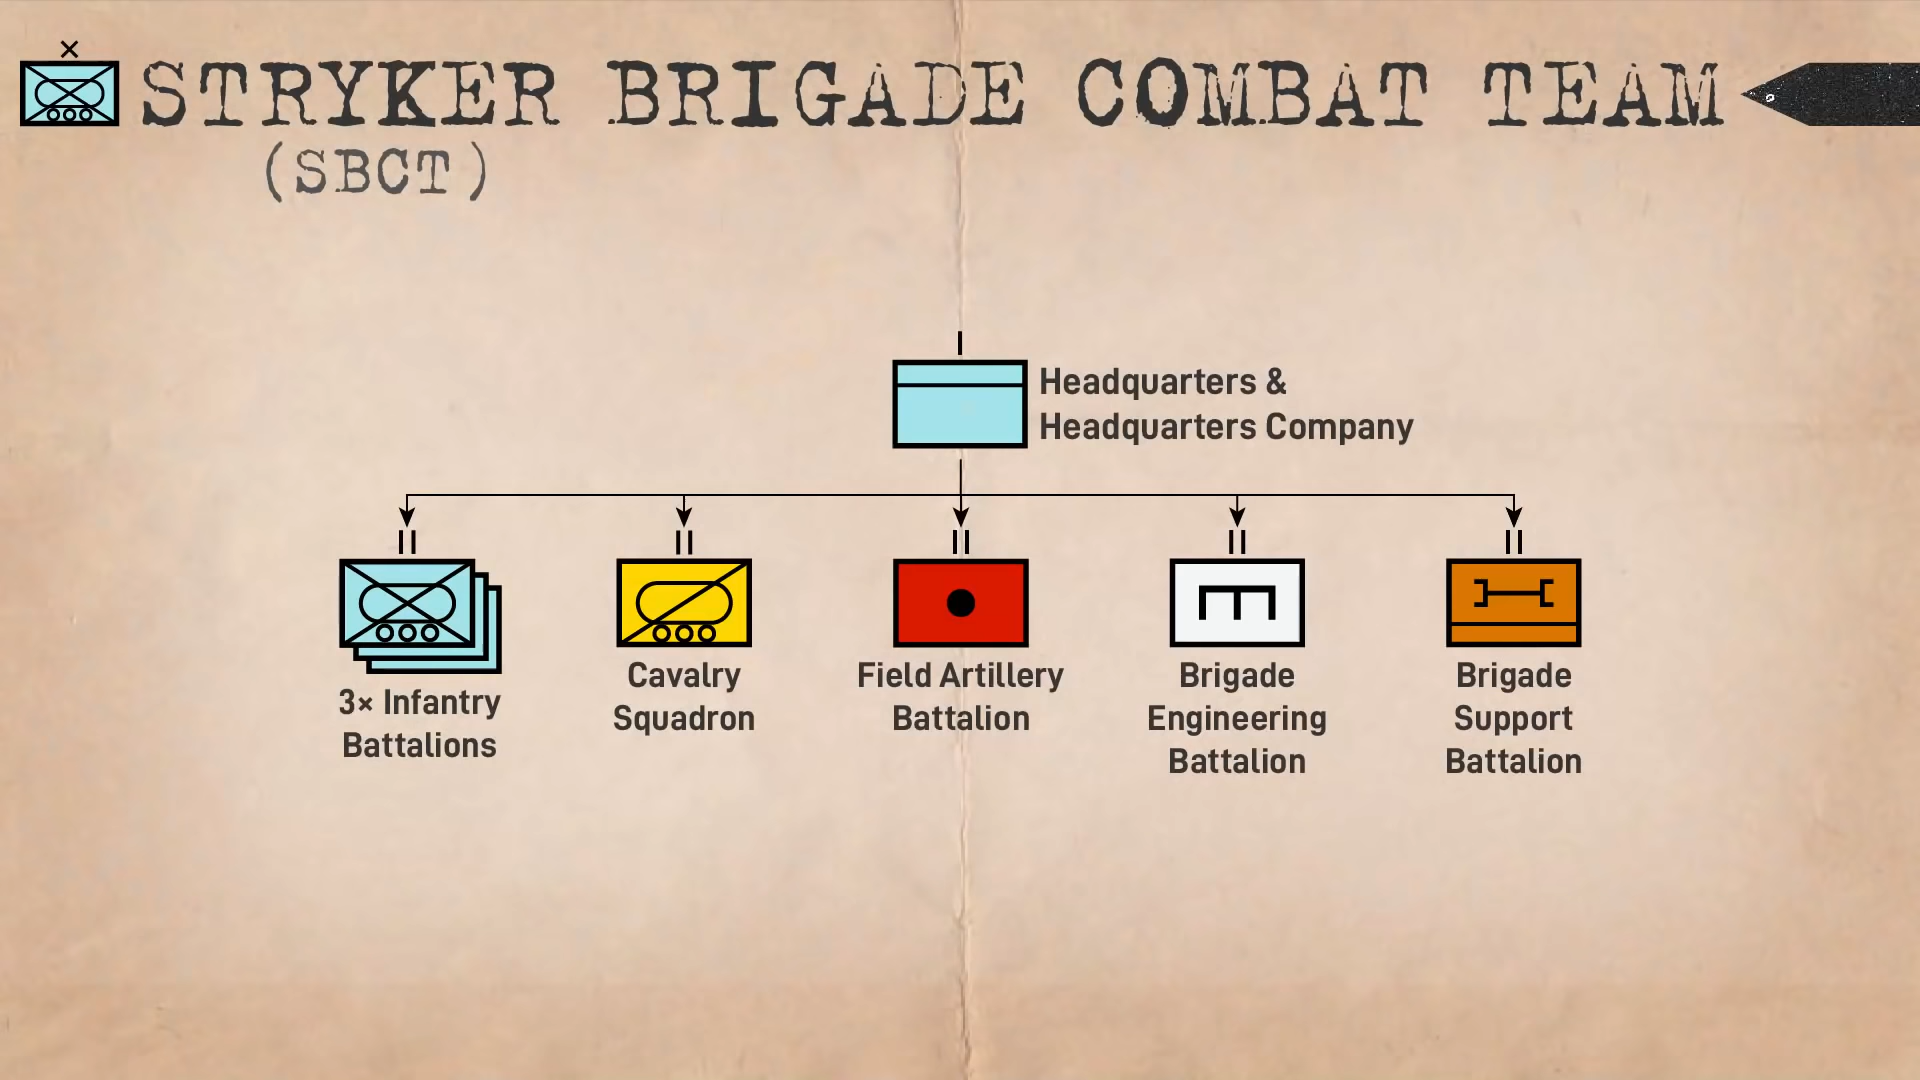 STRYKER BRIGADE COMBAT TEAM
(SBCT)
Headquarters &
Headquarters Company
3× Infantry
Battalions
Cavalry
Squadron
Field Artillery
Battalion
Brigade
Engineering
Battalion
Brigade
Support
Battalion